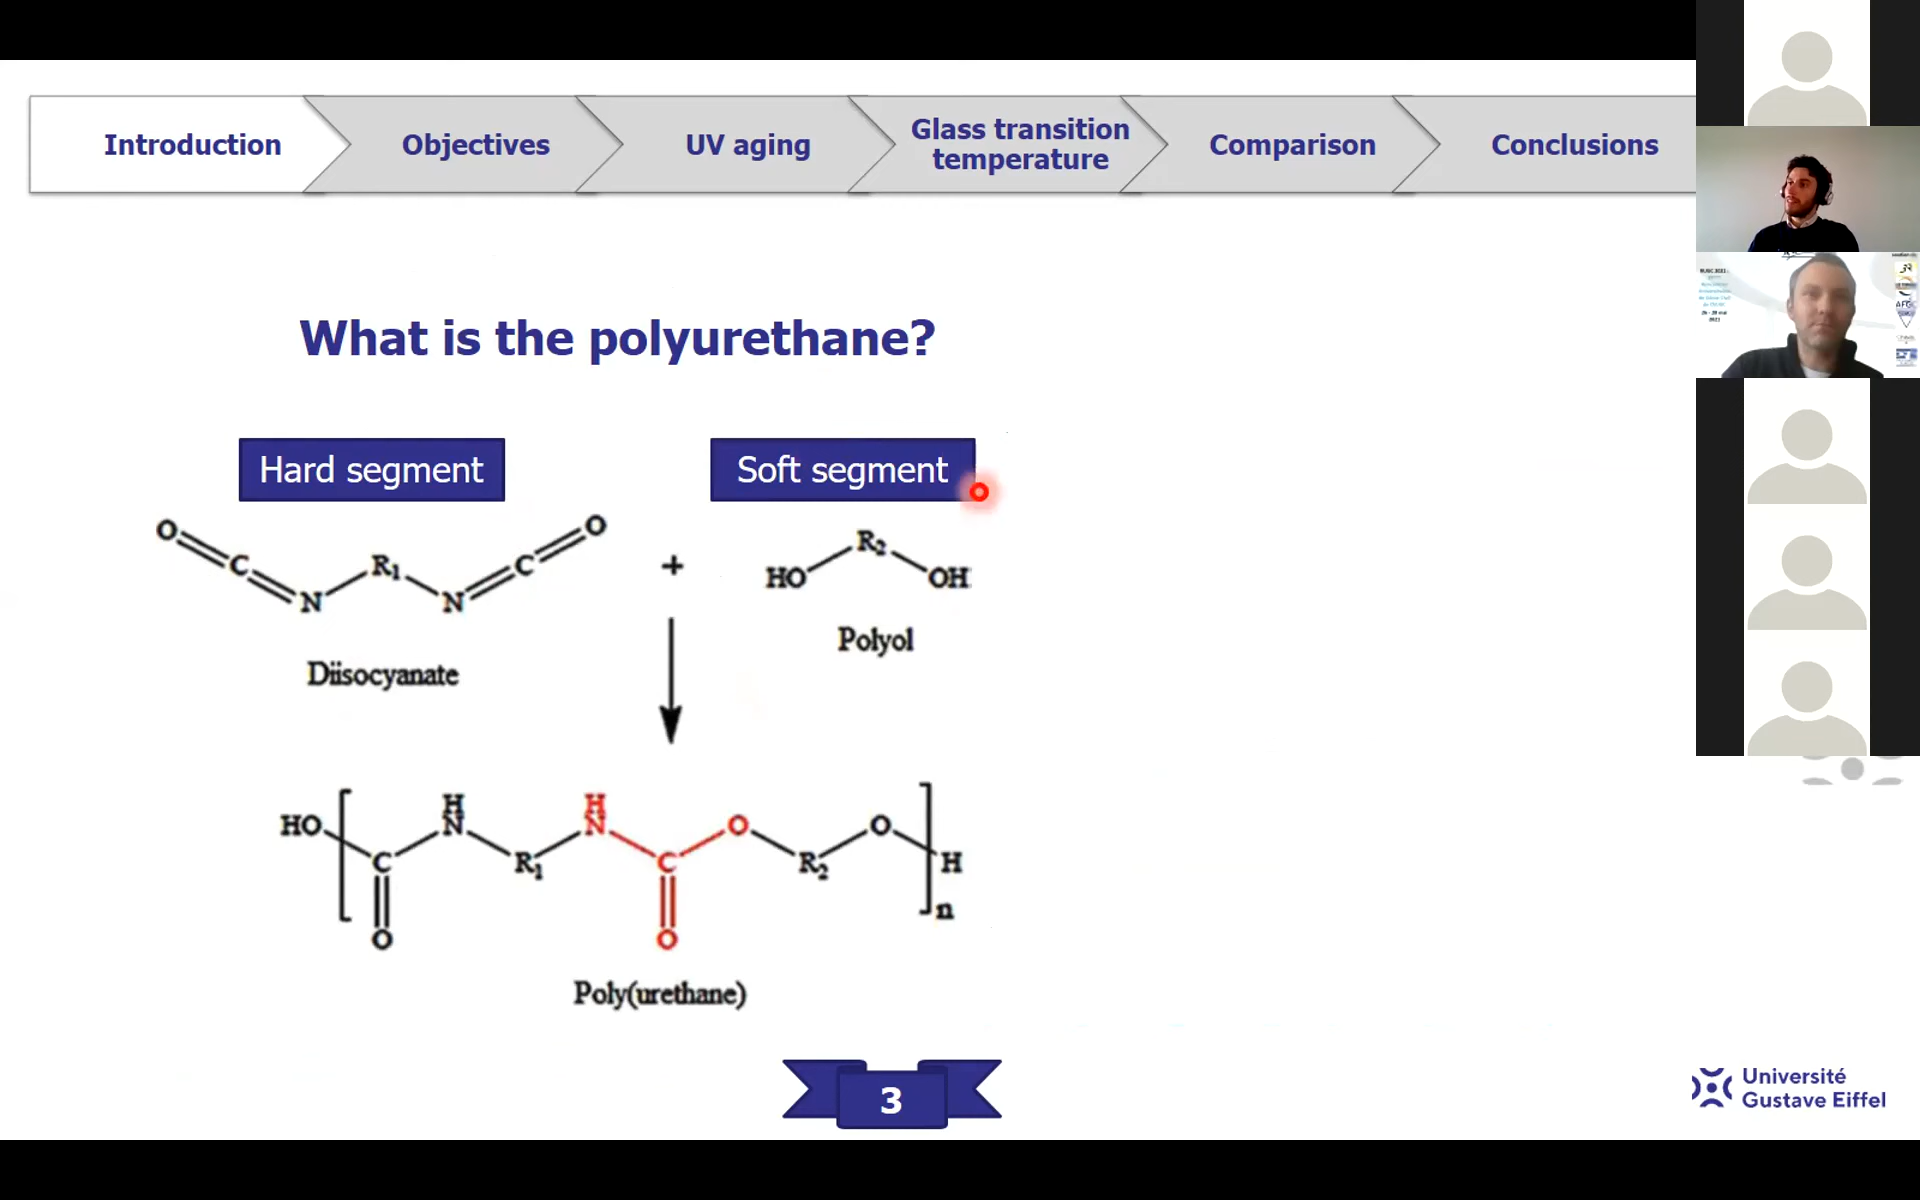 Introduction
Objectives
UV aging
Glass transition
temperature
Comparison
Conclusions
What is the polyurethane?
Hard segment
Soft segment
O
C
N
R1
N
C
O
+
HO
R2
OH
Diisocyanate
Polyol
HO
C
O
H
N
R1
H
N
C
O
O
R2
O
H
n
Poly(urethane)
3
Université
Gustave Eiffel